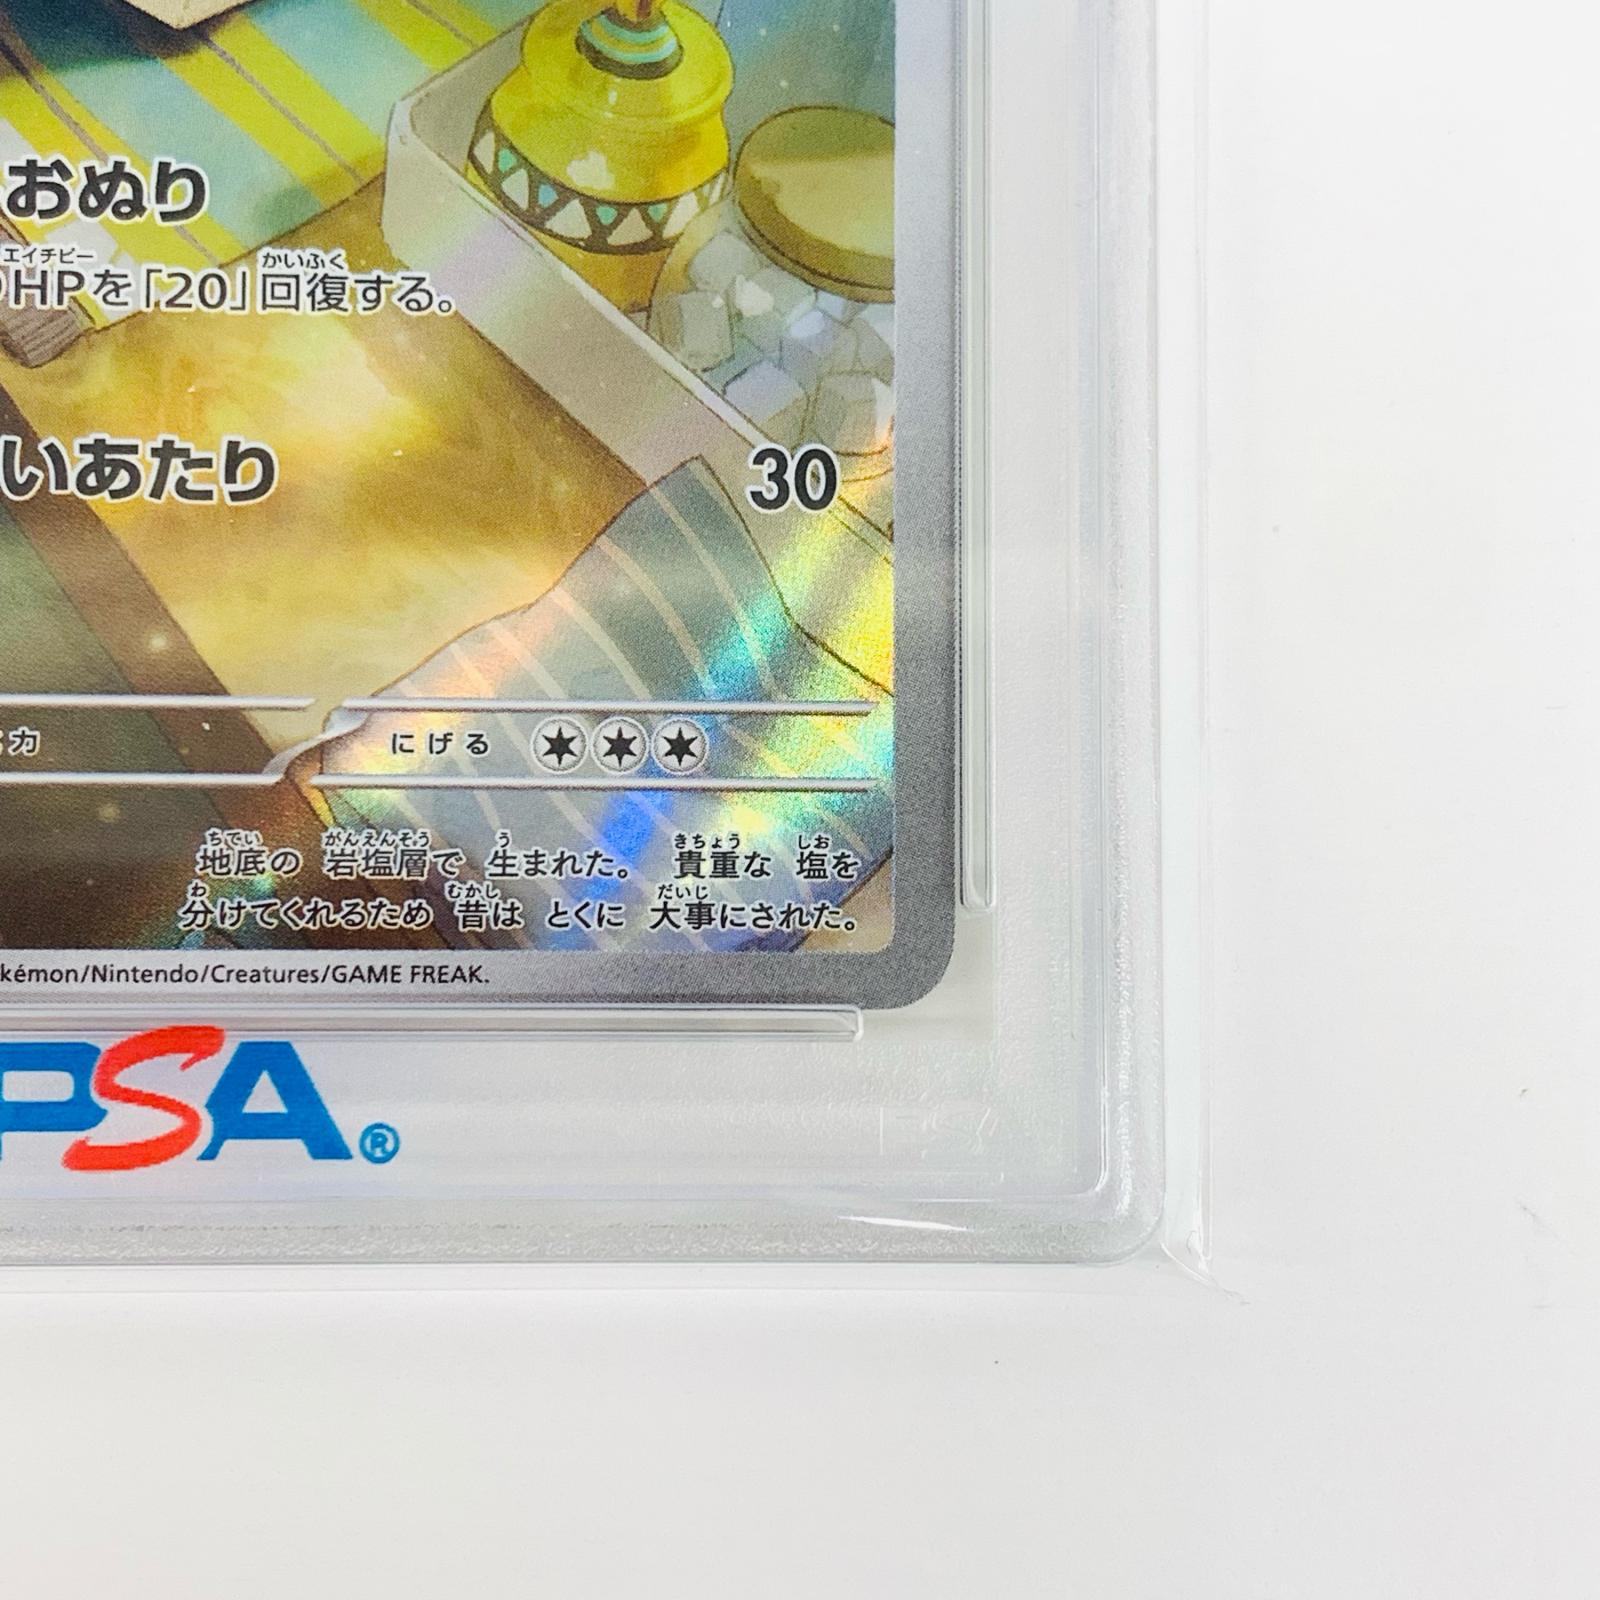 おぬり
エイチピー かいふく
HPを「20」回復する。
いあたり 30
力 にげる
ちてい がんえんそう う きちょう しお
地底の 岩塩層で 生まれた。 貴重な 塩を
わ むかし だいじ
分けてくれるため 昔は とくに 大事にされた。
kémon/Nintendo/Creatures/GAME FREAK.
PSA®